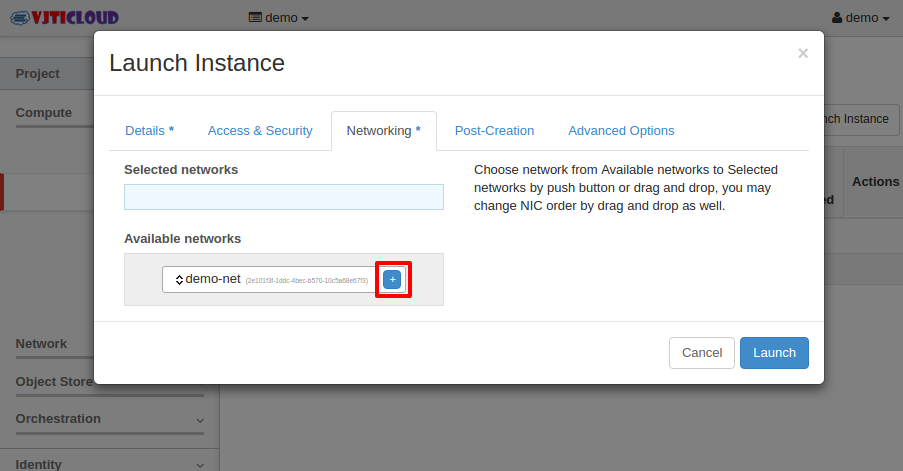 VJTICLOUD
demo
demo
Launch Instance
×
Project
Compute
Details *
Access & Security
Networking *
Post-Creation
Advanced Options
nch Instance
Selected networks
Choose network from Available networks to Selected
networks by push button or drag and drop, you may
change NIC order by drag and drop as well.
Actions
ed
Available networks
demo-net (2e101f3f-1ddc-4bec-b570-10c5a68e67f3)
+
Network
Cancel
Launch
Object Store
Orchestration
Identity